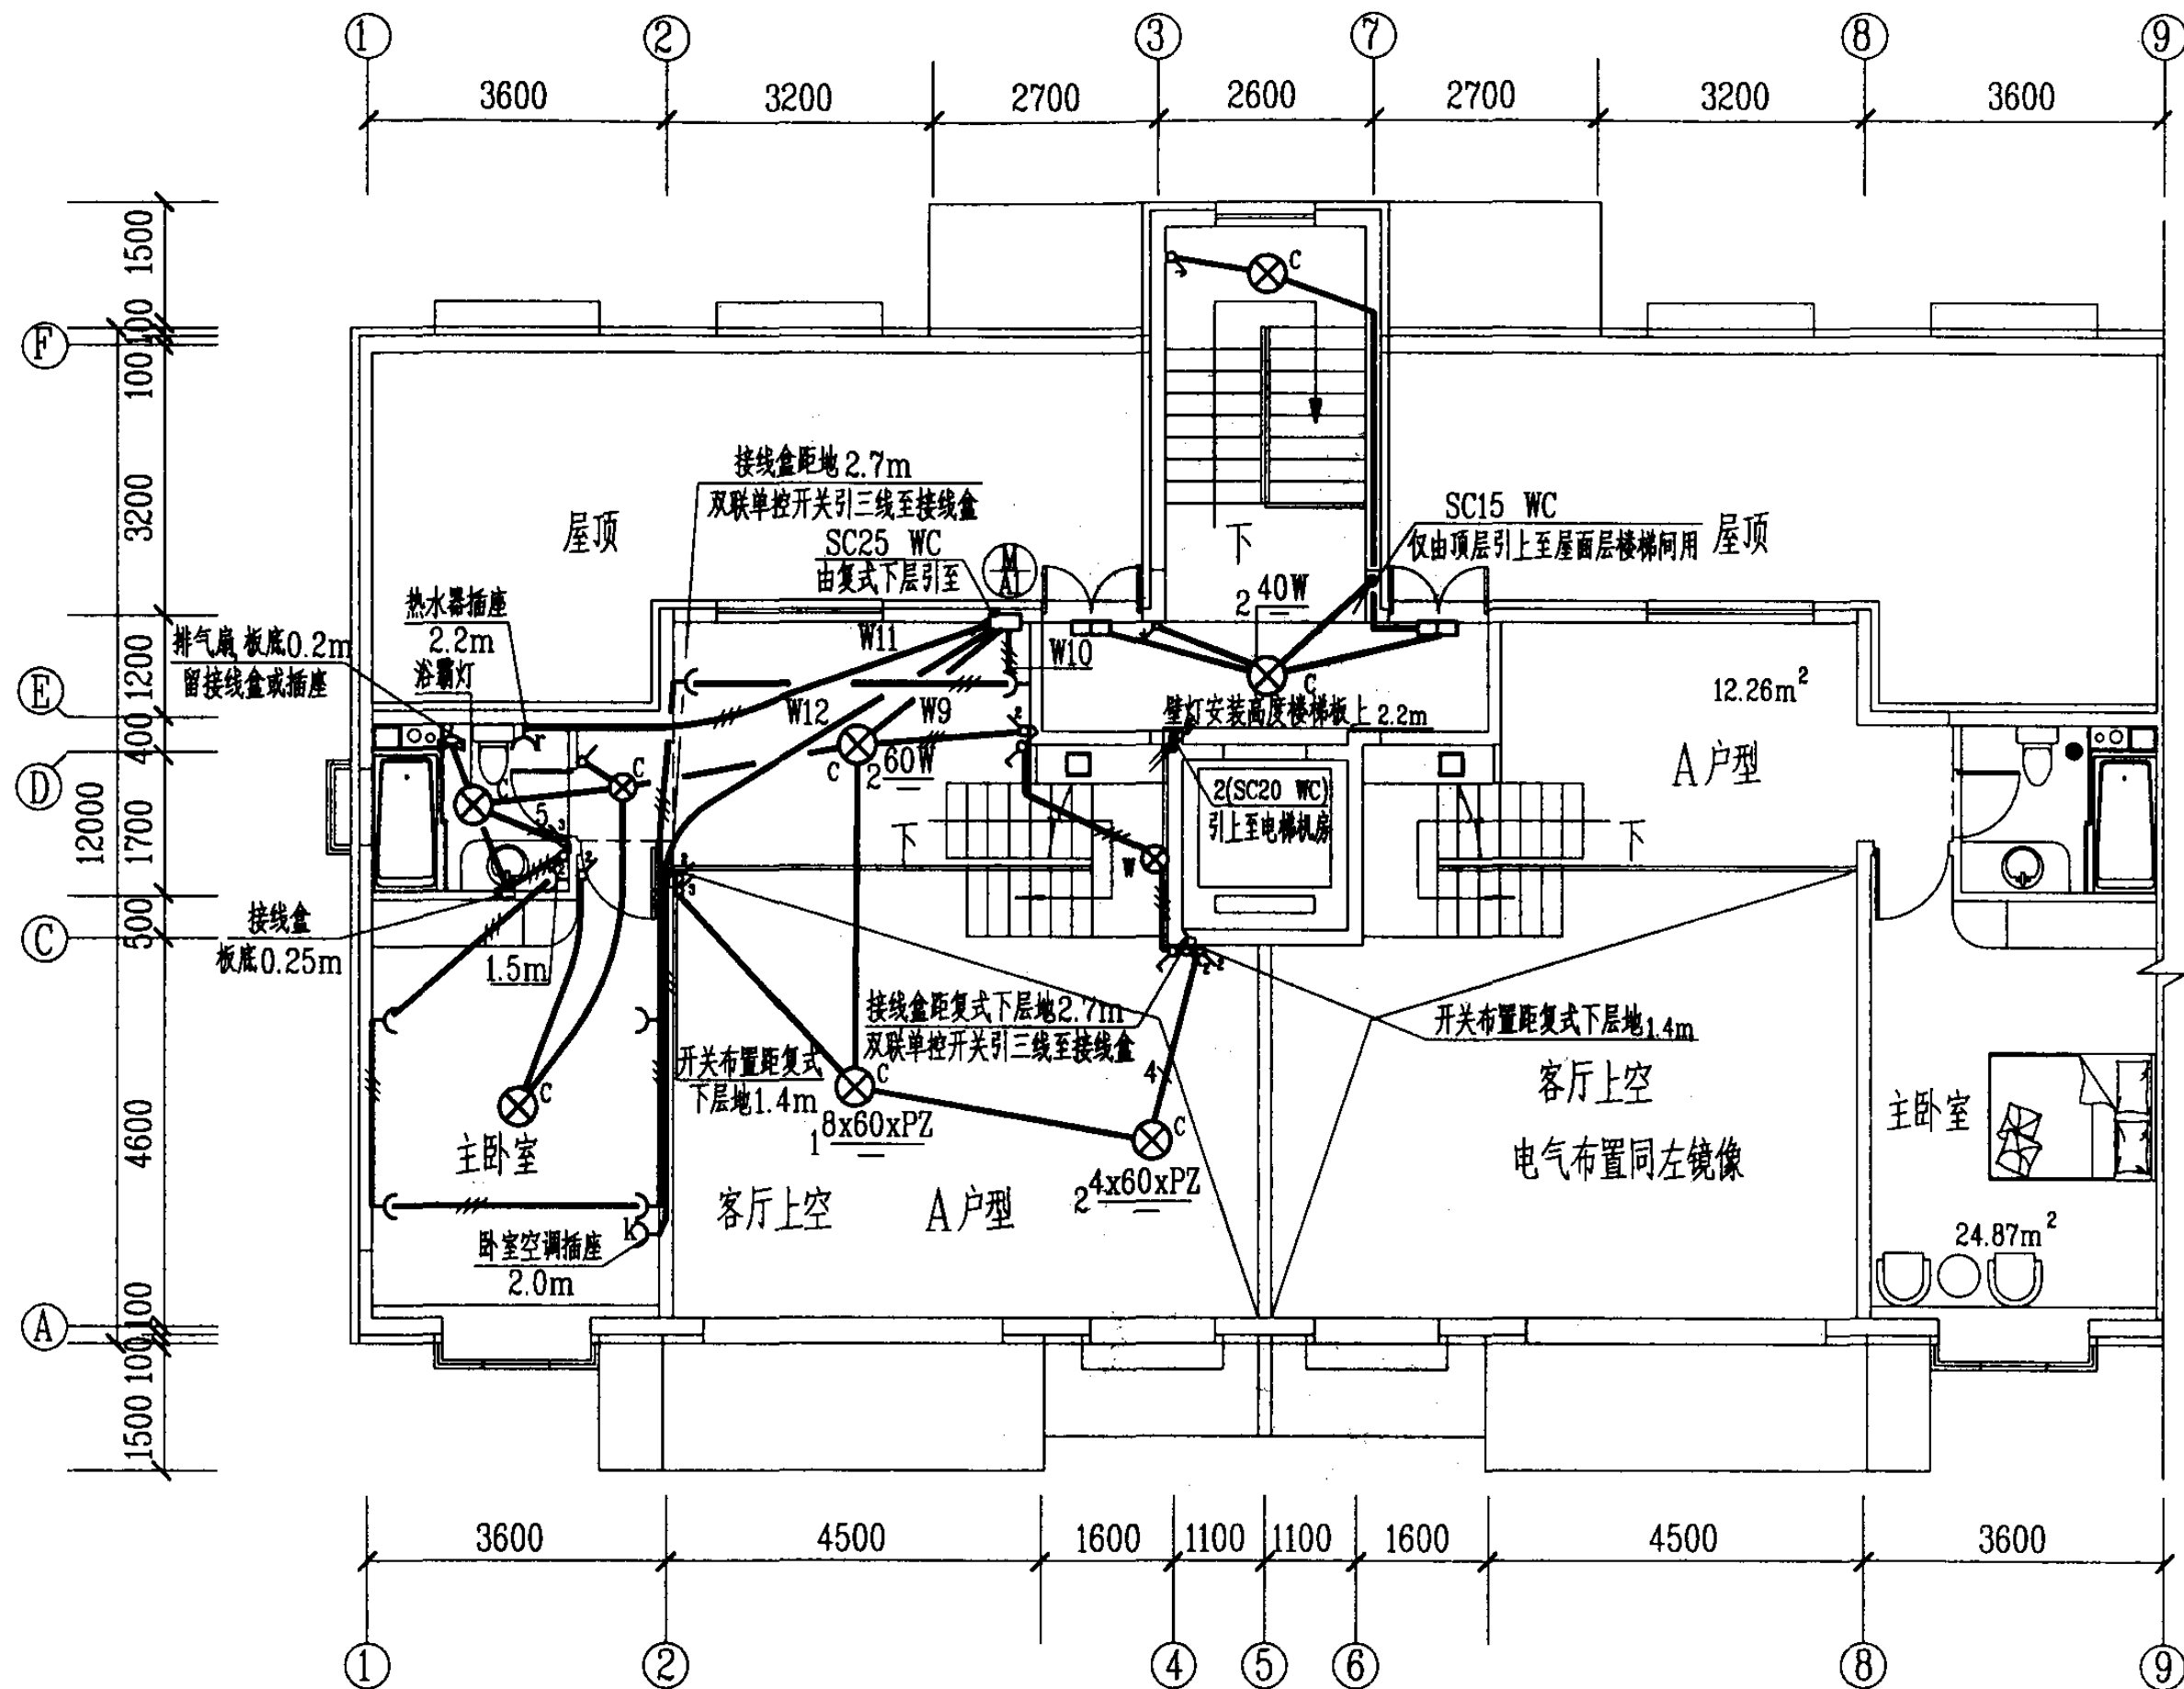 1
2
3
7
8
9
3600
3200
2700
2600
2700
3200
3600
1500
100
100
3200
1200
400
1700
500
4600
100
100
1500
12000
F
E
D
C
A
C
接线盒距地2.7m
双联单控开关引三线至接线盒
SC25 WC
由复式下层引至
M
AL
屋顶
下
SC15 WC
仅由顶层引上至屋面层楼梯间用
屋顶
热水器插座
2.2m
浴霸灯
排气扇 板底0.2m
留接线盒或插座
W11
W10
2 40W
C
12.26m²
W12
W9
壁灯安装高度楼梯板上2.2m
r
C
C
C
2 60W
2
2(SC20 WC)
引上至电梯机房
A户型
5
3
下
下
W
2
3
接线盒
板底0.25m
1.5m
接线盒距复式下层地2.7m
双联单控开关引三线至接线盒
开关布置距复式下层地1.4m
开关布置距复式
下层地1.4m
4
C
C
C
1 8x60xPZ
2 4x60xPZ
主卧室
客厅上空
A户型
客厅上空
电气布置同左镜像
主卧室
24.87m²
k
卧室空调插座
2.0m
3600
4500
1600
1100
1100
1600
4500
3600
1
2
4
5
6
8
9